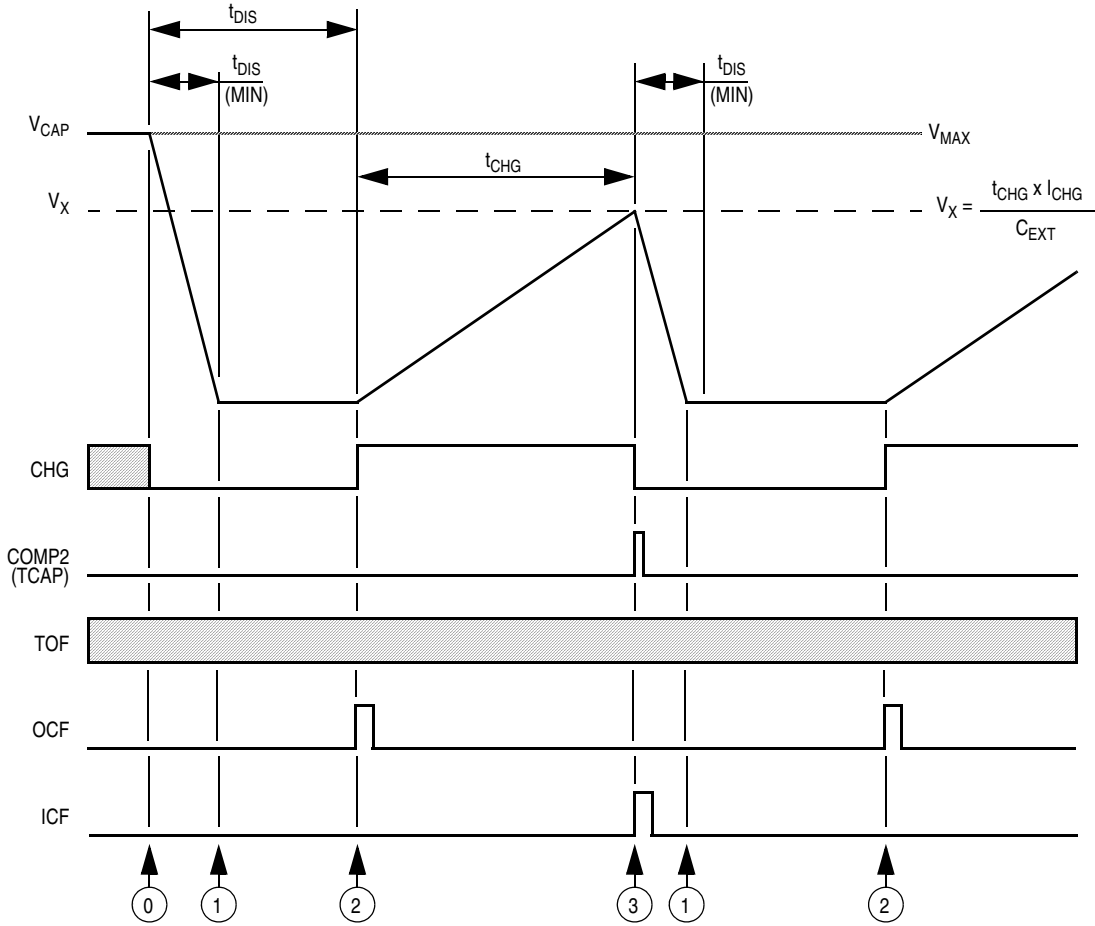 tDIS
tDIS
(MIN)
tDIS
(MIN)
VCAP
VMAX
tCHG
VX
VX = tCHG x ICHG
CEXT
CHG
COMP2
(TCAP)
TOF
OCF
ICF
0
1
2
3
1
2